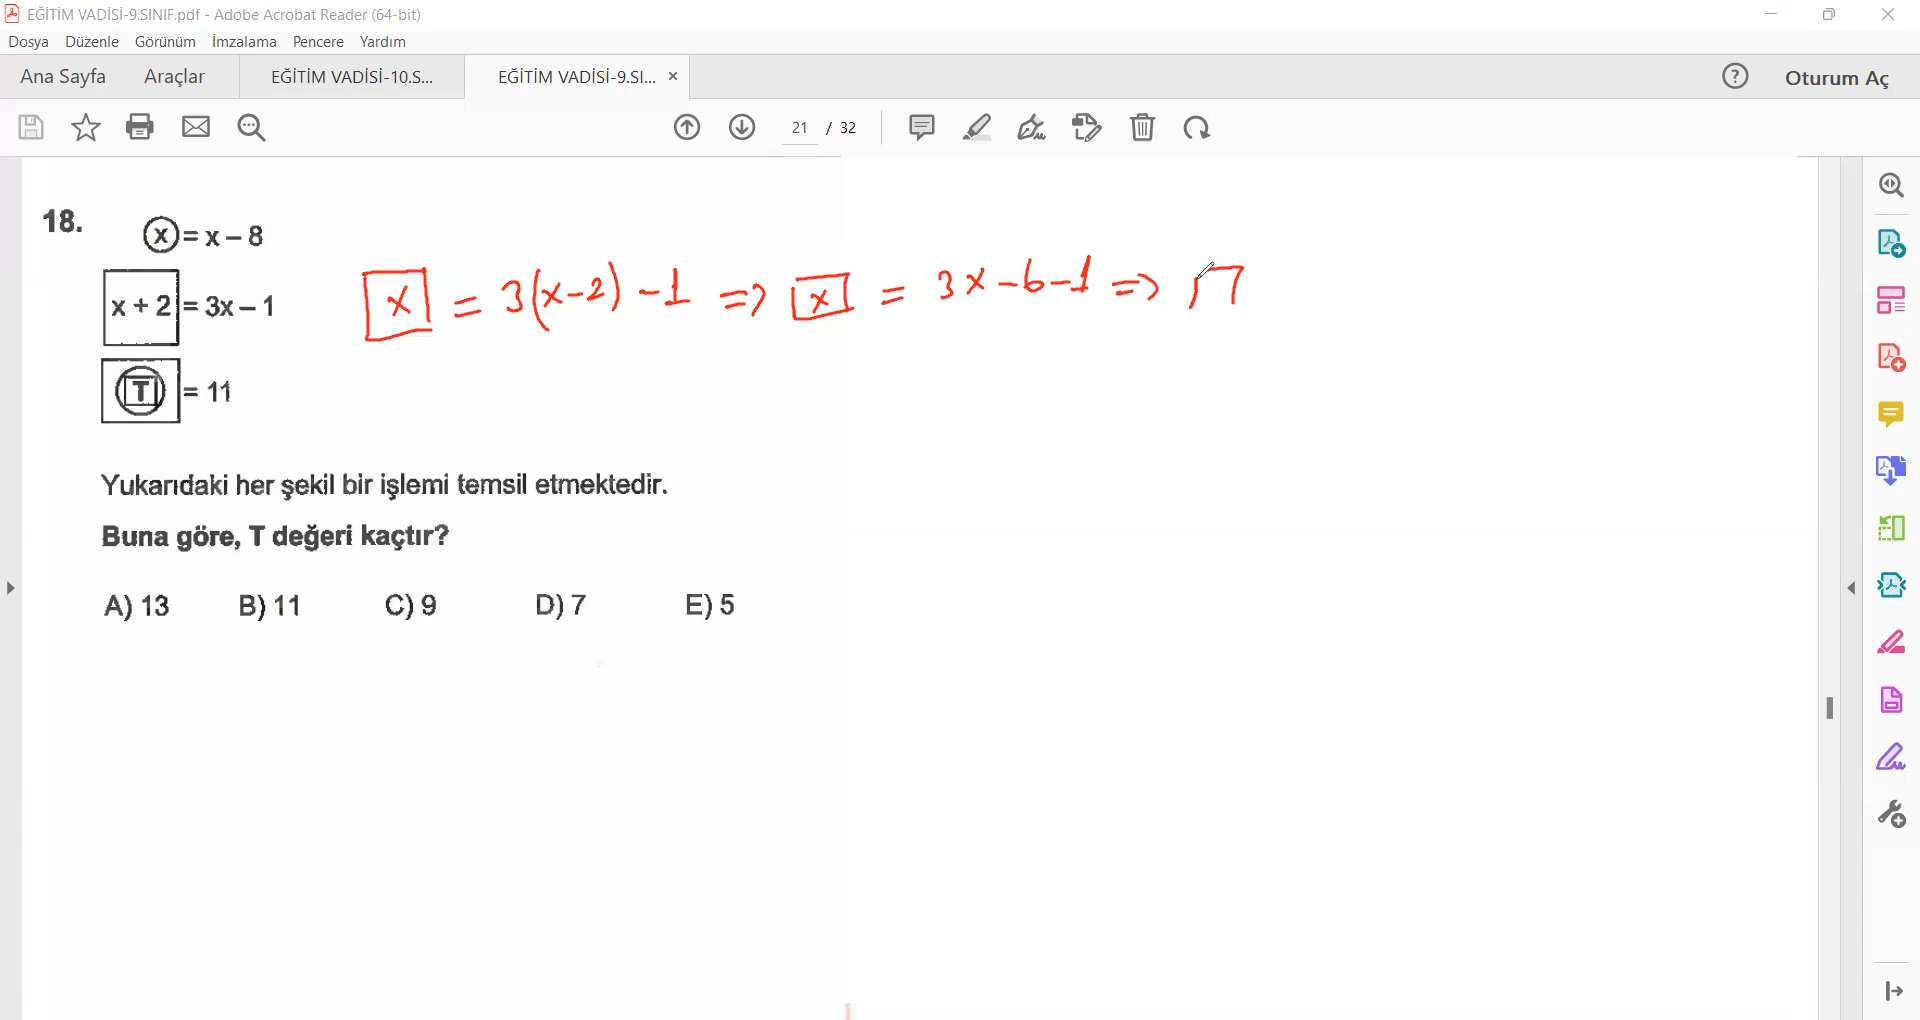 EĞİTİM VADİSİ-9.SINIF.pdf - Adobe Acrobat Reader (64-bit)
Dosya Düzenle Görünüm İmzalama Pencere Yardım
Ana Sayfa Araçlar EĞİTİM VADİSİ-10.S... EĞİTİM VADİSİ-9.SI... × ? Oturum Aç
21 / 32
18. x = x – 8
x + 2 = 3x – 1
x = 3(x-2) -1 => x = 3x-6-1 =>
T = 11
Yukarıdaki her şekil bir işlemi temsil etmektedir.
Buna göre, T değeri kaçtır?
A) 13 B) 11 C) 9 D) 7 E) 5